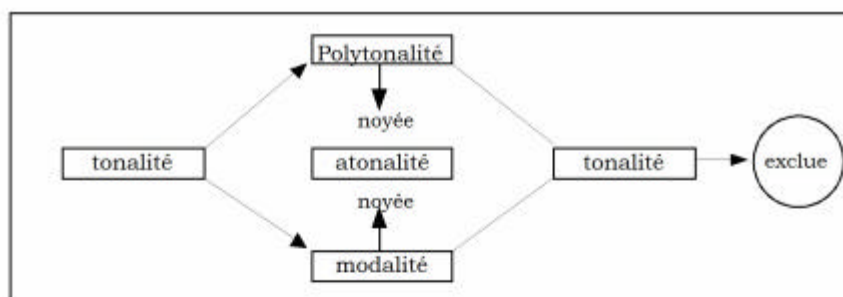 Polytonalité
noyée
tonalité
atonalité
tonalité
exclue
noyée
modalité